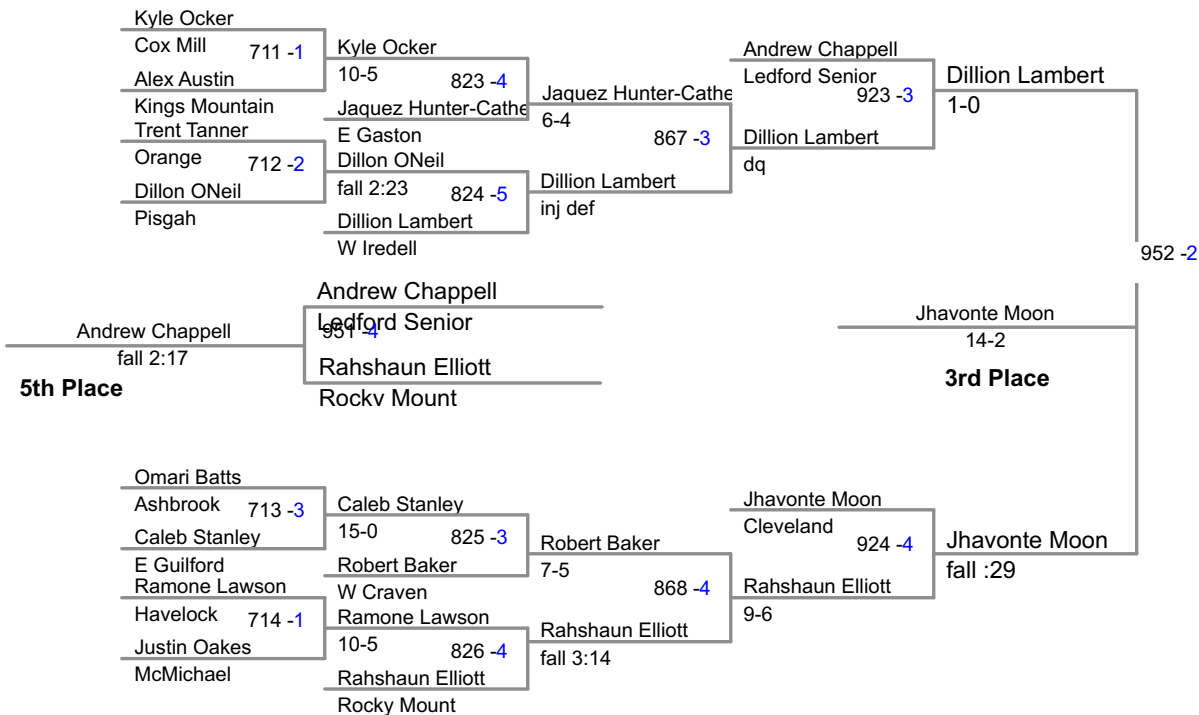 Kyle Ocker
Cox Mill
711 -1
Alex Austin
Kings Mountain
Trent Tanner
Orange
712 -2
Dillon ONeil
Pisgah
Kyle Ocker
10-5
823 -4
Jaquez Hunter-Cathe
E Gaston
Dillon ONeil
fall 2:23
824 -5
Dillion Lambert
W Iredell
Jaquez Hunter-Cathe
6-4
867 -3
Dillion Lambert
inj def
Andrew Chappell
Ledford Senior
923 -3
Dillion Lambert
dq
Dillion Lambert
1-0
952 -2
Andrew Chappell
Ledford Senior
951 -4
Rahshaun Elliott
Rocky Mount
Andrew Chappell
fall 2:17
5th Place
Jhavonte Moon
14-2
3rd Place
Omari Batts
Ashbrook
713 -3
Caleb Stanley
E Guilford
Ramone Lawson
Havelock
714 -1
Justin Oakes
McMichael
Caleb Stanley
15-0
825 -3
Robert Baker
W Craven
Ramone Lawson
10-5
826 -4
Rahshaun Elliott
Rocky Mount
Robert Baker
7-5
868 -4
Rahshaun Elliott
fall 3:14
Jhavonte Moon
Cleveland
924 -4
Rahshaun Elliott
9-6
Jhavonte Moon
fall :29